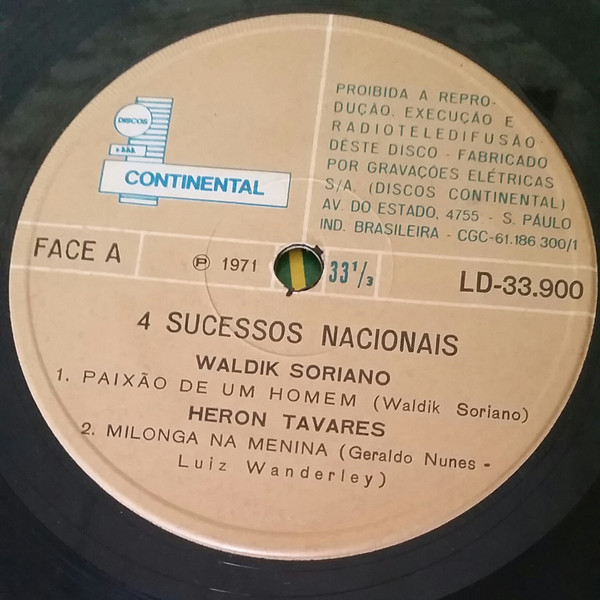 DISCOS
CONTINENTAL
PROIBIDA A REPRO-
DUÇÃO, EXECUÇÃO E
RADIOTELEDIFUSÃO
DÊSTE DISCO - FABRICADO
POR GRAVAÇÕES ELÉTRICAS
S/A. (DISCOS CONTINENTAL)
AV. DO ESTADO, 4755 - S. PAULO
IND. BRASILEIRA - CGC-61.186 300/1
FACE A
℗ 1971
33 1/3
LD-33.900
4 SUCESSOS NACIONAIS
WALDIK SORIANO
1. PAIXÃO DE UM HOMEM (Waldik Soriano)
HERON TAVARES
2. MILONGA NA MENINA (Geraldo Nunes -
Luiz Wanderley)